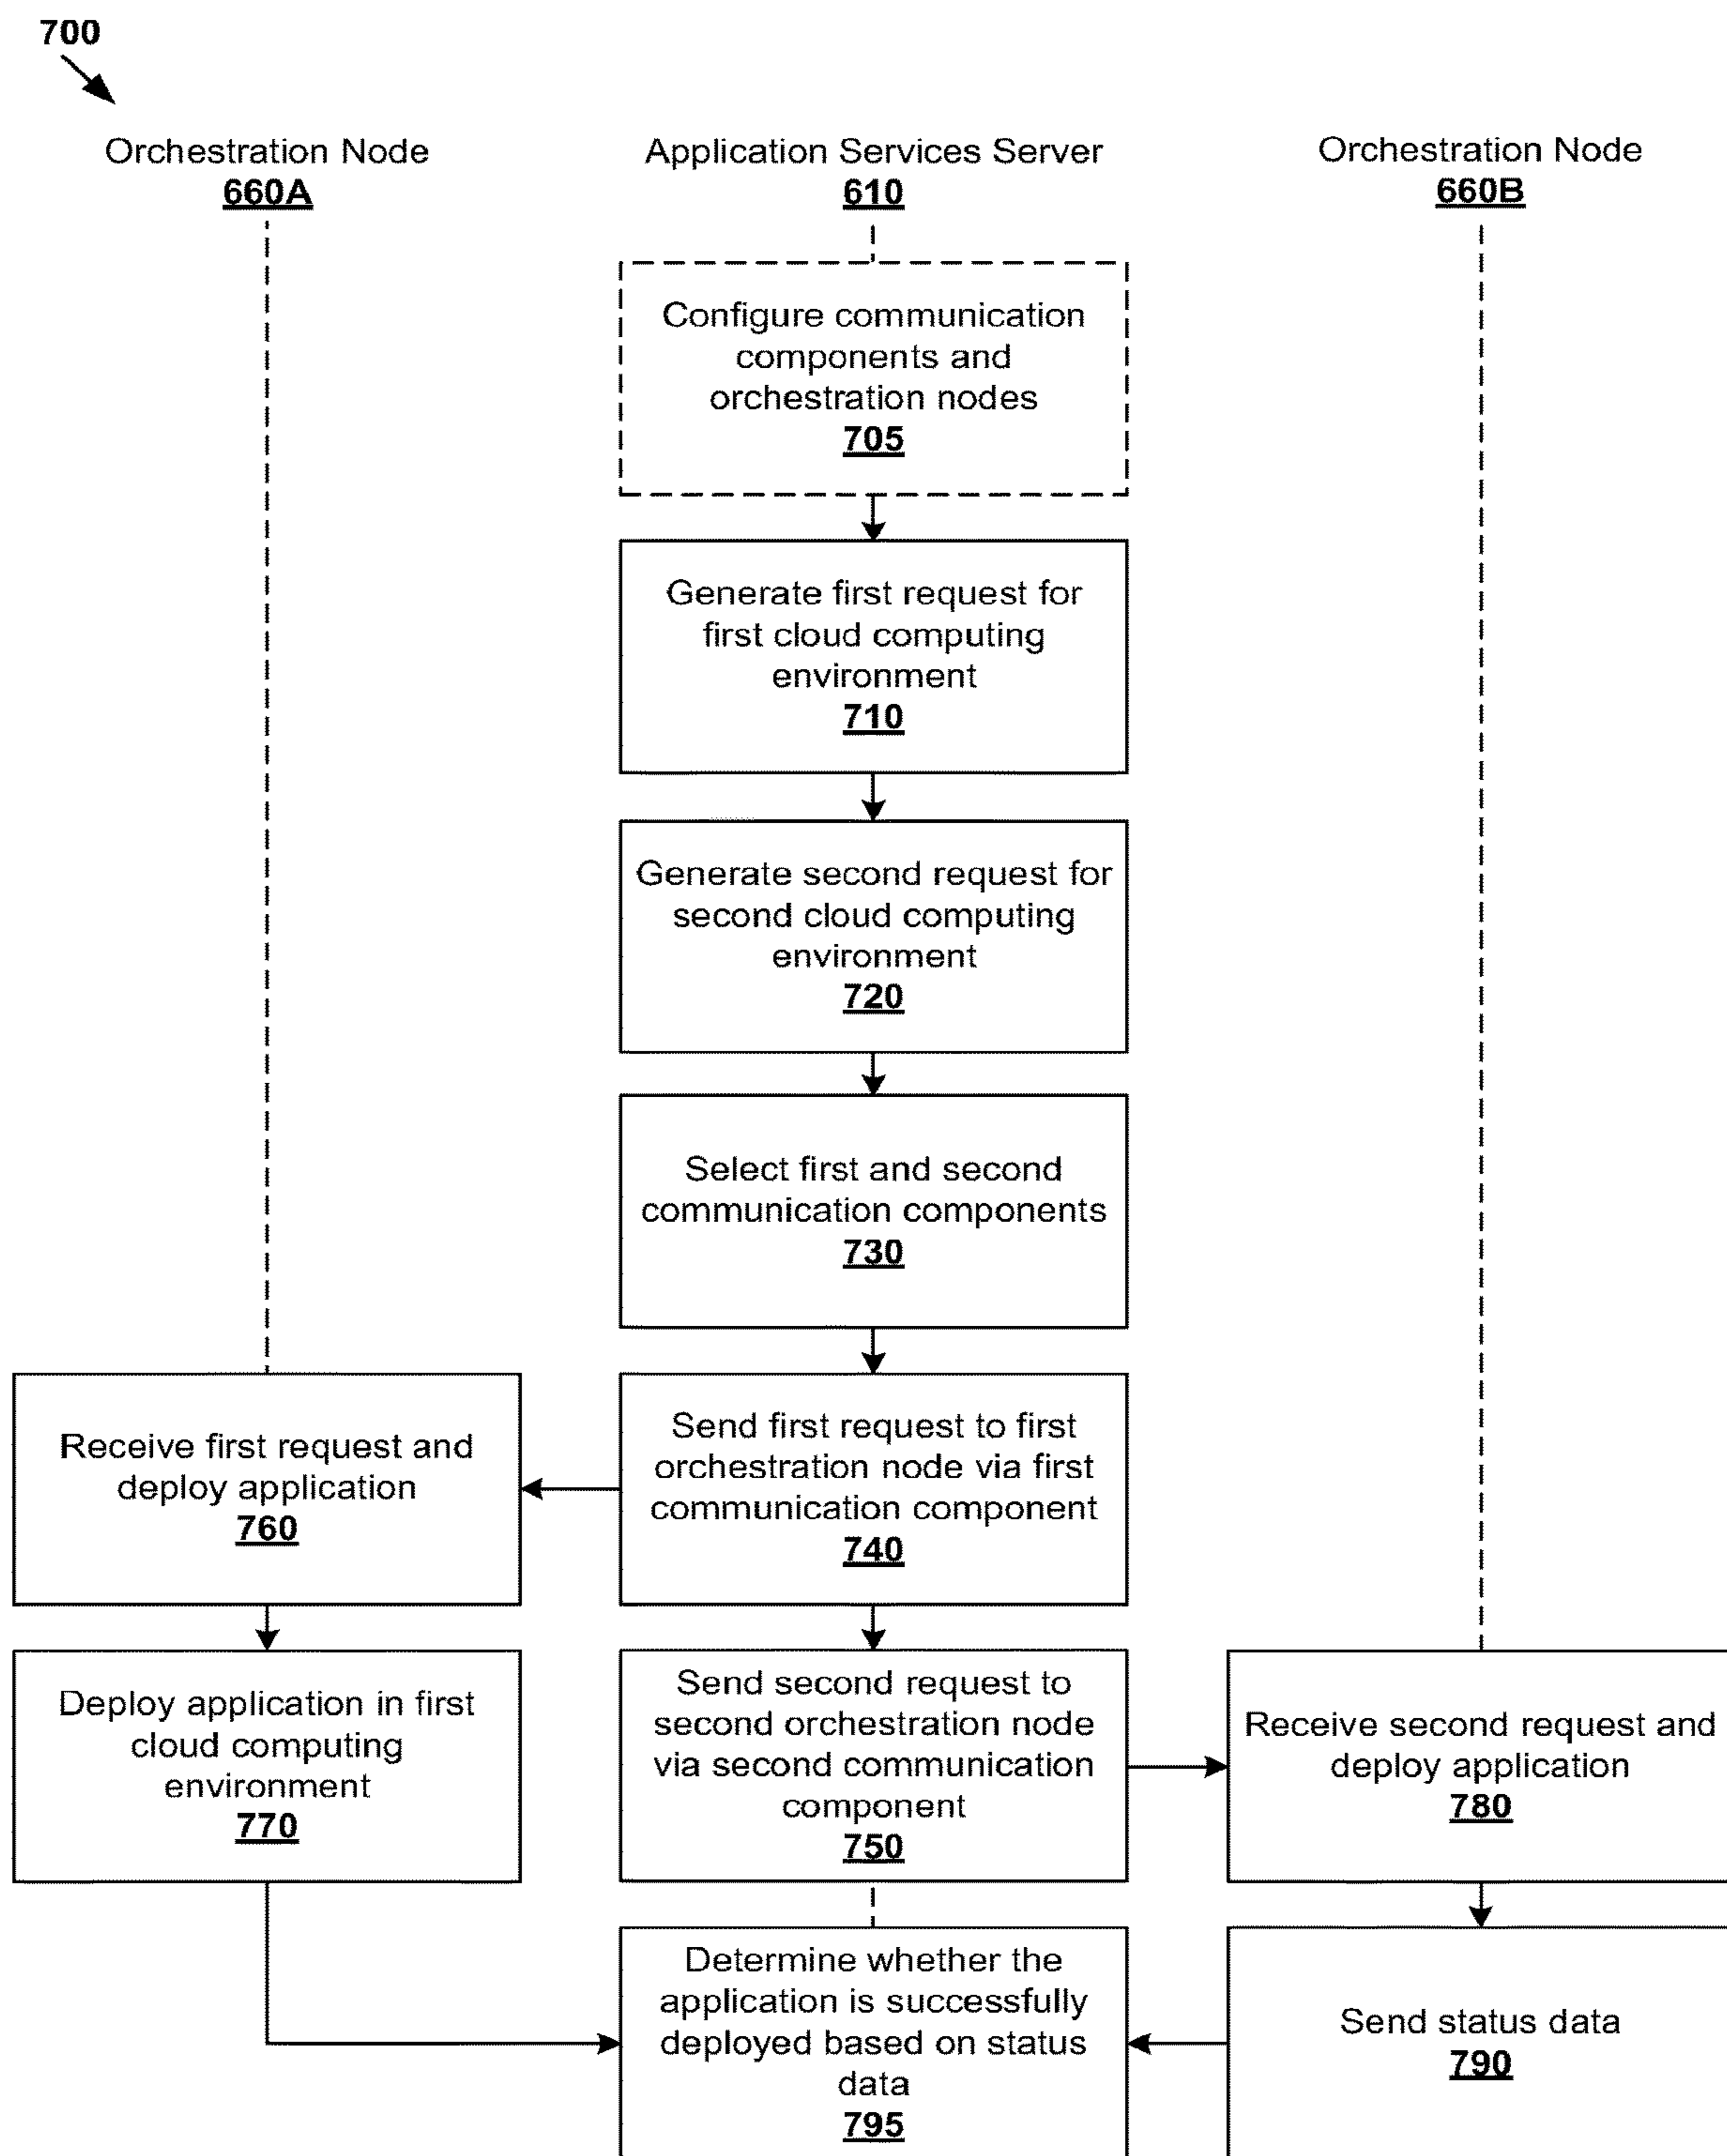 700
Orchestration Node
660A
Application Services Server
610
Orchestration Node
660B
Configure communication
components and
orchestration nodes
705
Generate first request for
first cloud computing
environment
710
Generate second request for
second cloud computing
environment
720
Select first and second
communication components
730
Receive first request and
deploy application
760
Send first request to first
orchestration node via first
communication component
740
Deploy application in first
cloud computing
environment
770
Send second request to
second orchestration node
via second communication
component
750
Receive second request and
deploy application
780
Determine whether the
application is successfully
deployed based on status
data
795
Send status data
790